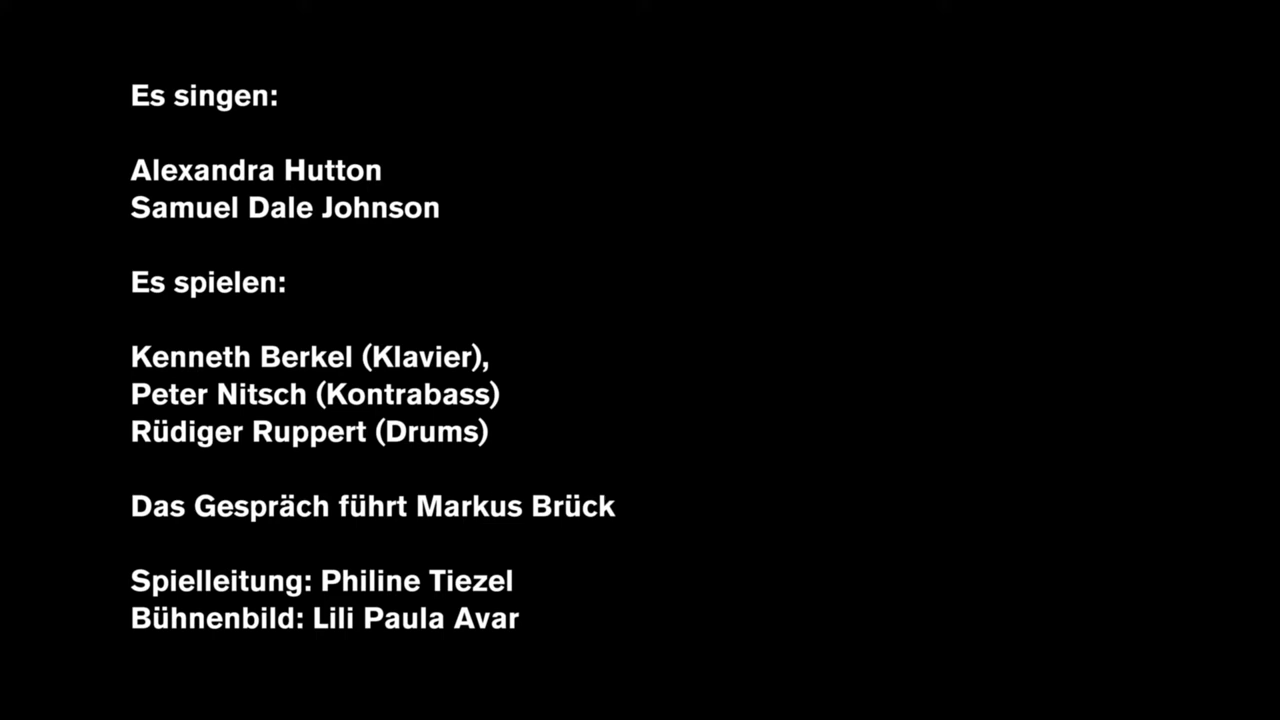 Es singen:
Alexandra Hutton
Samuel Dale Johnson
Es spielen:
Kenneth Berkel (Klavier),
Peter Nitsch (Kontrabass)
Rüdiger Ruppert (Drums)
Das Gespräch führt Markus Brück
Spielleitung: Philine Tiezel
Bühnenbild: Lili Paula Avar